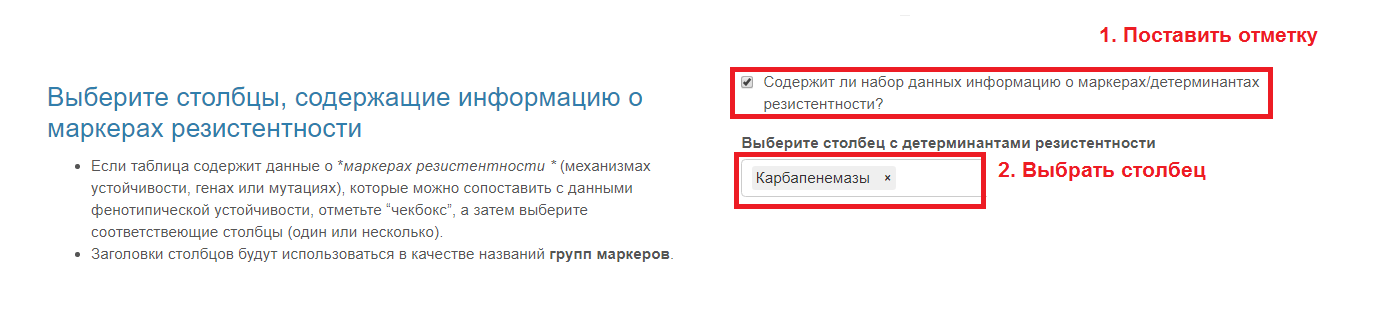 1. Поставить отметку
Выберите столбцы, содержащие информацию о
маркерах резистентности
• Если таблица содержит данные о *маркерах резистентности * (механизмах
устойчивости, генах или мутациях), которые можно сопоставить с данными
фенотипической устойчивости, отметьте “чекбокс”, а затем выберите
соответствеющие столбцы (один или несколько).
• Заголовки столбцов будут использоваться в качестве названий групп маркеров.
Содержит ли набор данных информацию о маркерах/детерминантах
резистентности?
Выберите столбец с детерминантами резистентности
Карбапенемазы ×
2. Выбрать столбец